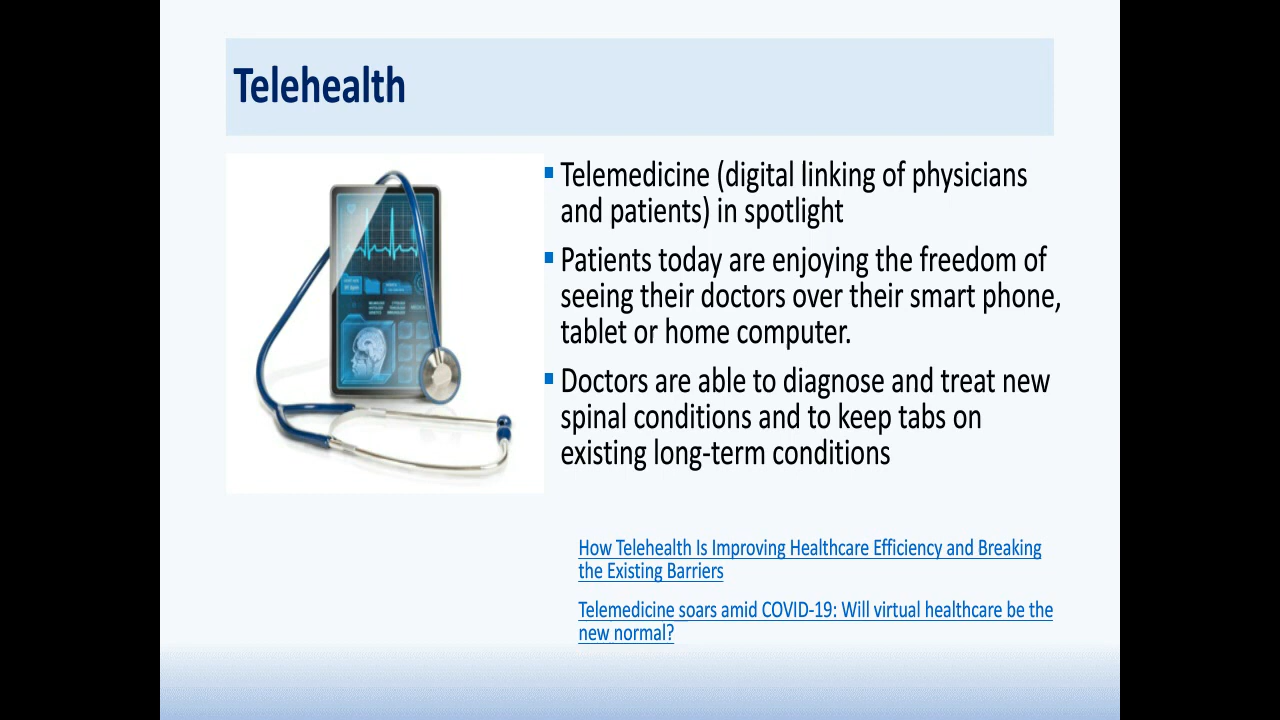 Telehealth
Telemedicine (digital linking of physicians
and patients) in spotlight
Patients today are enjoying the freedom of
seeing their doctors over their smart phone,
tablet or home computer.
Doctors are able to diagnose and treat new
spinal conditions and to keep tabs on
existing long-term conditions
How Telehealth Is Improving Healthcare Efficiency and Breaking
the Existing Barriers
Telemedicine soars amid COVID-19: Will virtual healthcare be the
new normal?